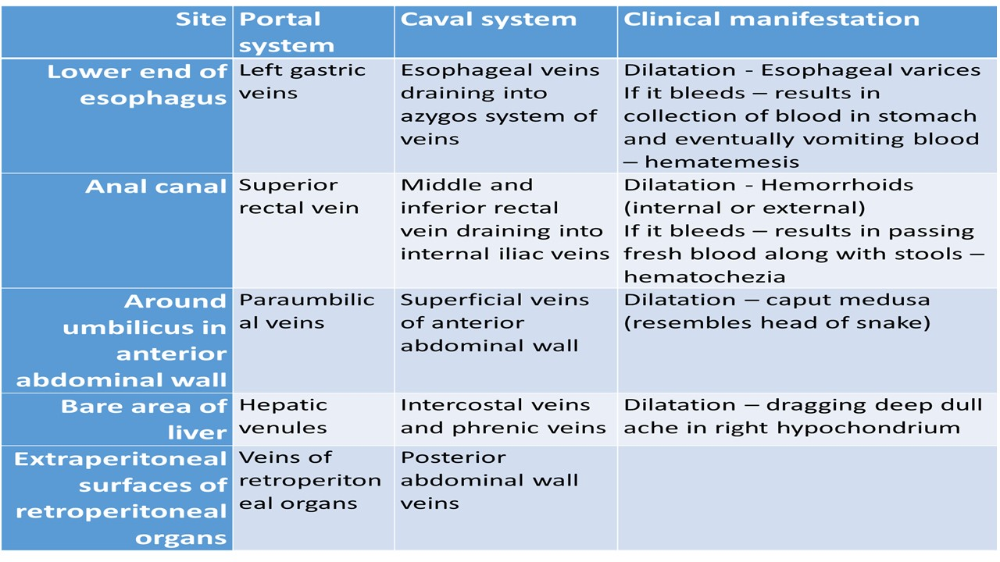 Site
Portal
system
Caval system
Clinical manifestation
Lower end of
esophagus
Left gastric
veins
Esophageal veins
draining into
azygos system of
veins
Dilatation - Esophageal varices
If it bleeds – results in
collection of blood in stomach
and eventually vomiting blood
– hematemesis
Anal canal
Superior
rectal vein
Middle and
inferior rectal
vein draining into
internal iliac veins
Dilatation - Hemorrhoids
(internal or external)
If it bleeds – results in passing
fresh blood along with stools –
hematochezia
Around
umbilicus in
anterior
abdominal wall
Paraumbilic
al veins
Superficial veins
of anterior
abdominal wall
Dilatation – caput medusa
(resembles head of snake)
Bare area of
liver
Hepatic
venules
Intercostal veins
and phrenic veins
Dilatation – dragging deep dull
ache in right hypochondrium
Extraperitoneal
surfaces of
retroperitoneal
organs
Veins of
retroperiton
eal organs
Posterior
abdominal wall
veins